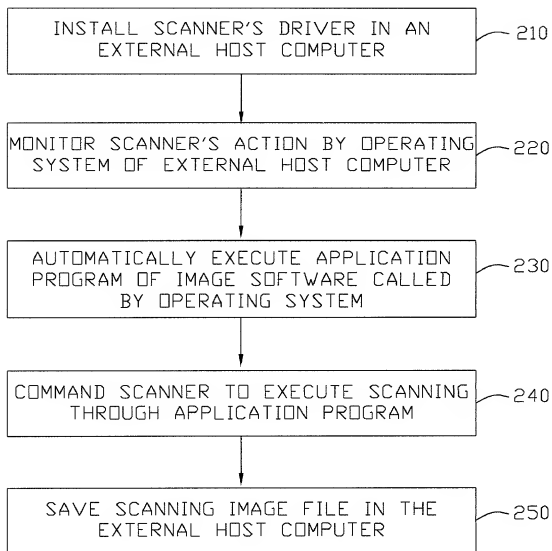 INSTALL SCANNER'S DRIVER IN AN
EXTERNAL HOST COMPUTER
210
MONITOR SCANNER'S ACTION BY OPERATING
SYSTEM OF EXTERNAL HOST COMPUTER
220
AUTOMATICALLY EXECUTE APPLICATION
PROGRAM OF IMAGE SOFTWARE CALLED
BY OPERATING SYSTEM
230
COMMAND SCANNER TO EXECUTE SCANNING
THROUGH APPLICATION PROGRAM
240
SAVE SCANNING IMAGE FILE IN THE
EXTERNAL HOST COMPUTER
250